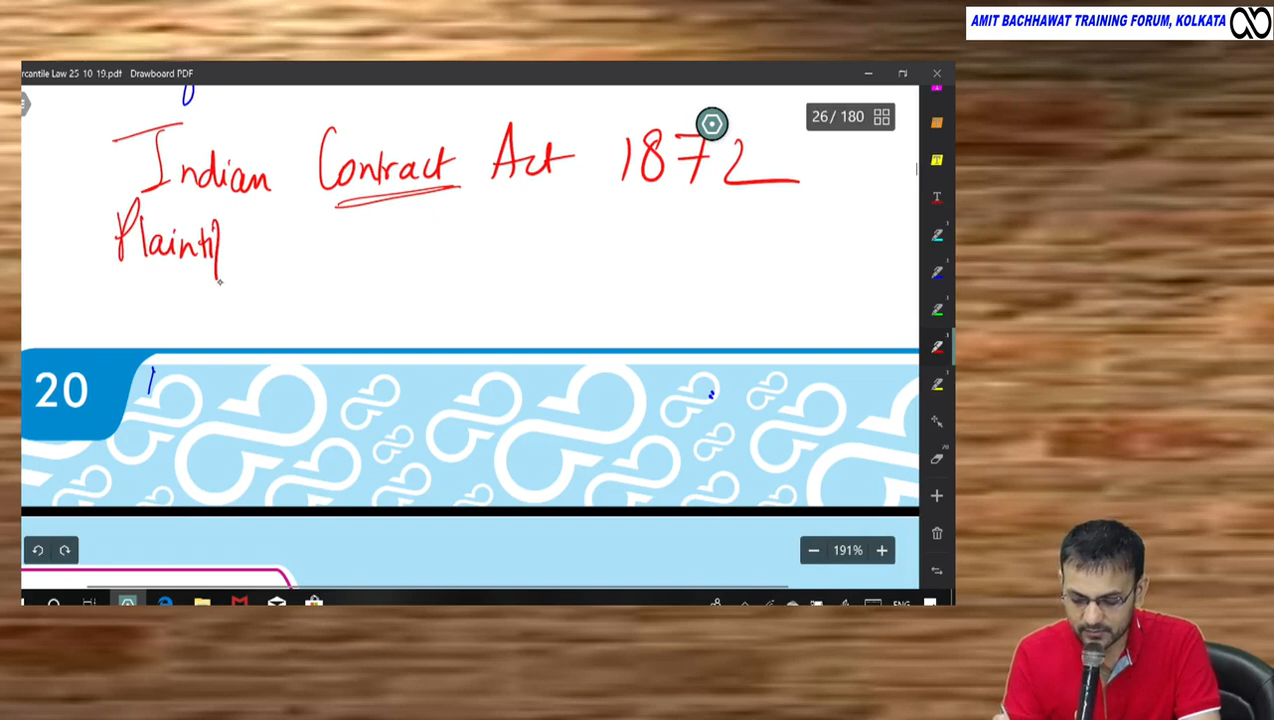 AMIT BACHHAWAT TRAINING FORUM, KOLKATA
rcantile Law 25 10 19.pdf Drawboard PDF
26 / 180
Indian Contract Act 1872
Plaintif
20
191%
ENG